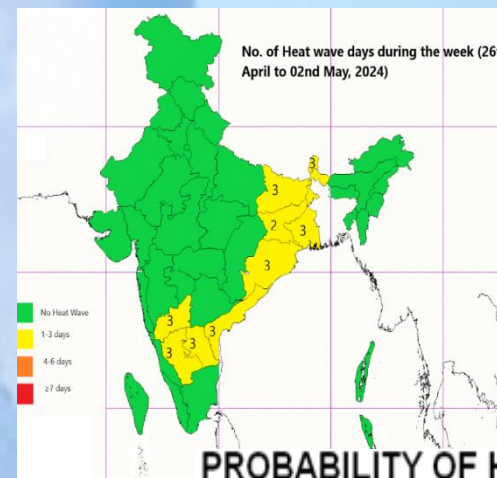 No. of Heat wave days during the week (26
April to 02nd May, 2024)
3
3
2
3
3
3
3
3
3
No Heat Wave
1-3 days
4-6 days
≥7 days
PROBABILITY OF H